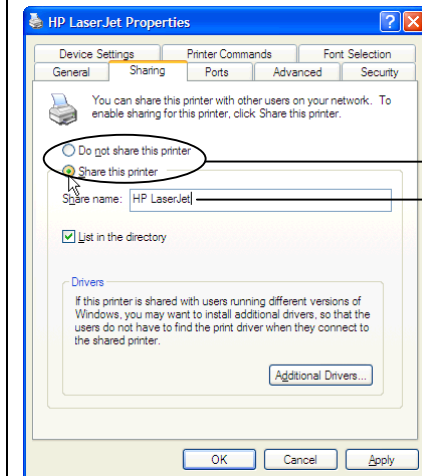 HP LaserJet Properties
Device Settings Printer Commands Font Selection
General Sharing Ports Advanced Security
You can share this printer with other users on your network. To
enable sharing for this printer, click Share this printer.
Do not share this printer
Share this printer
Share name: HP LaserJet
List in the directory
Drivers
If this printer is shared with users running different versions of
Windows, you may want to install additional drivers, so that the
users do not have to find the print driver when they connect to
the shared printer.
Additional Drivers...
OK Cancel Apply